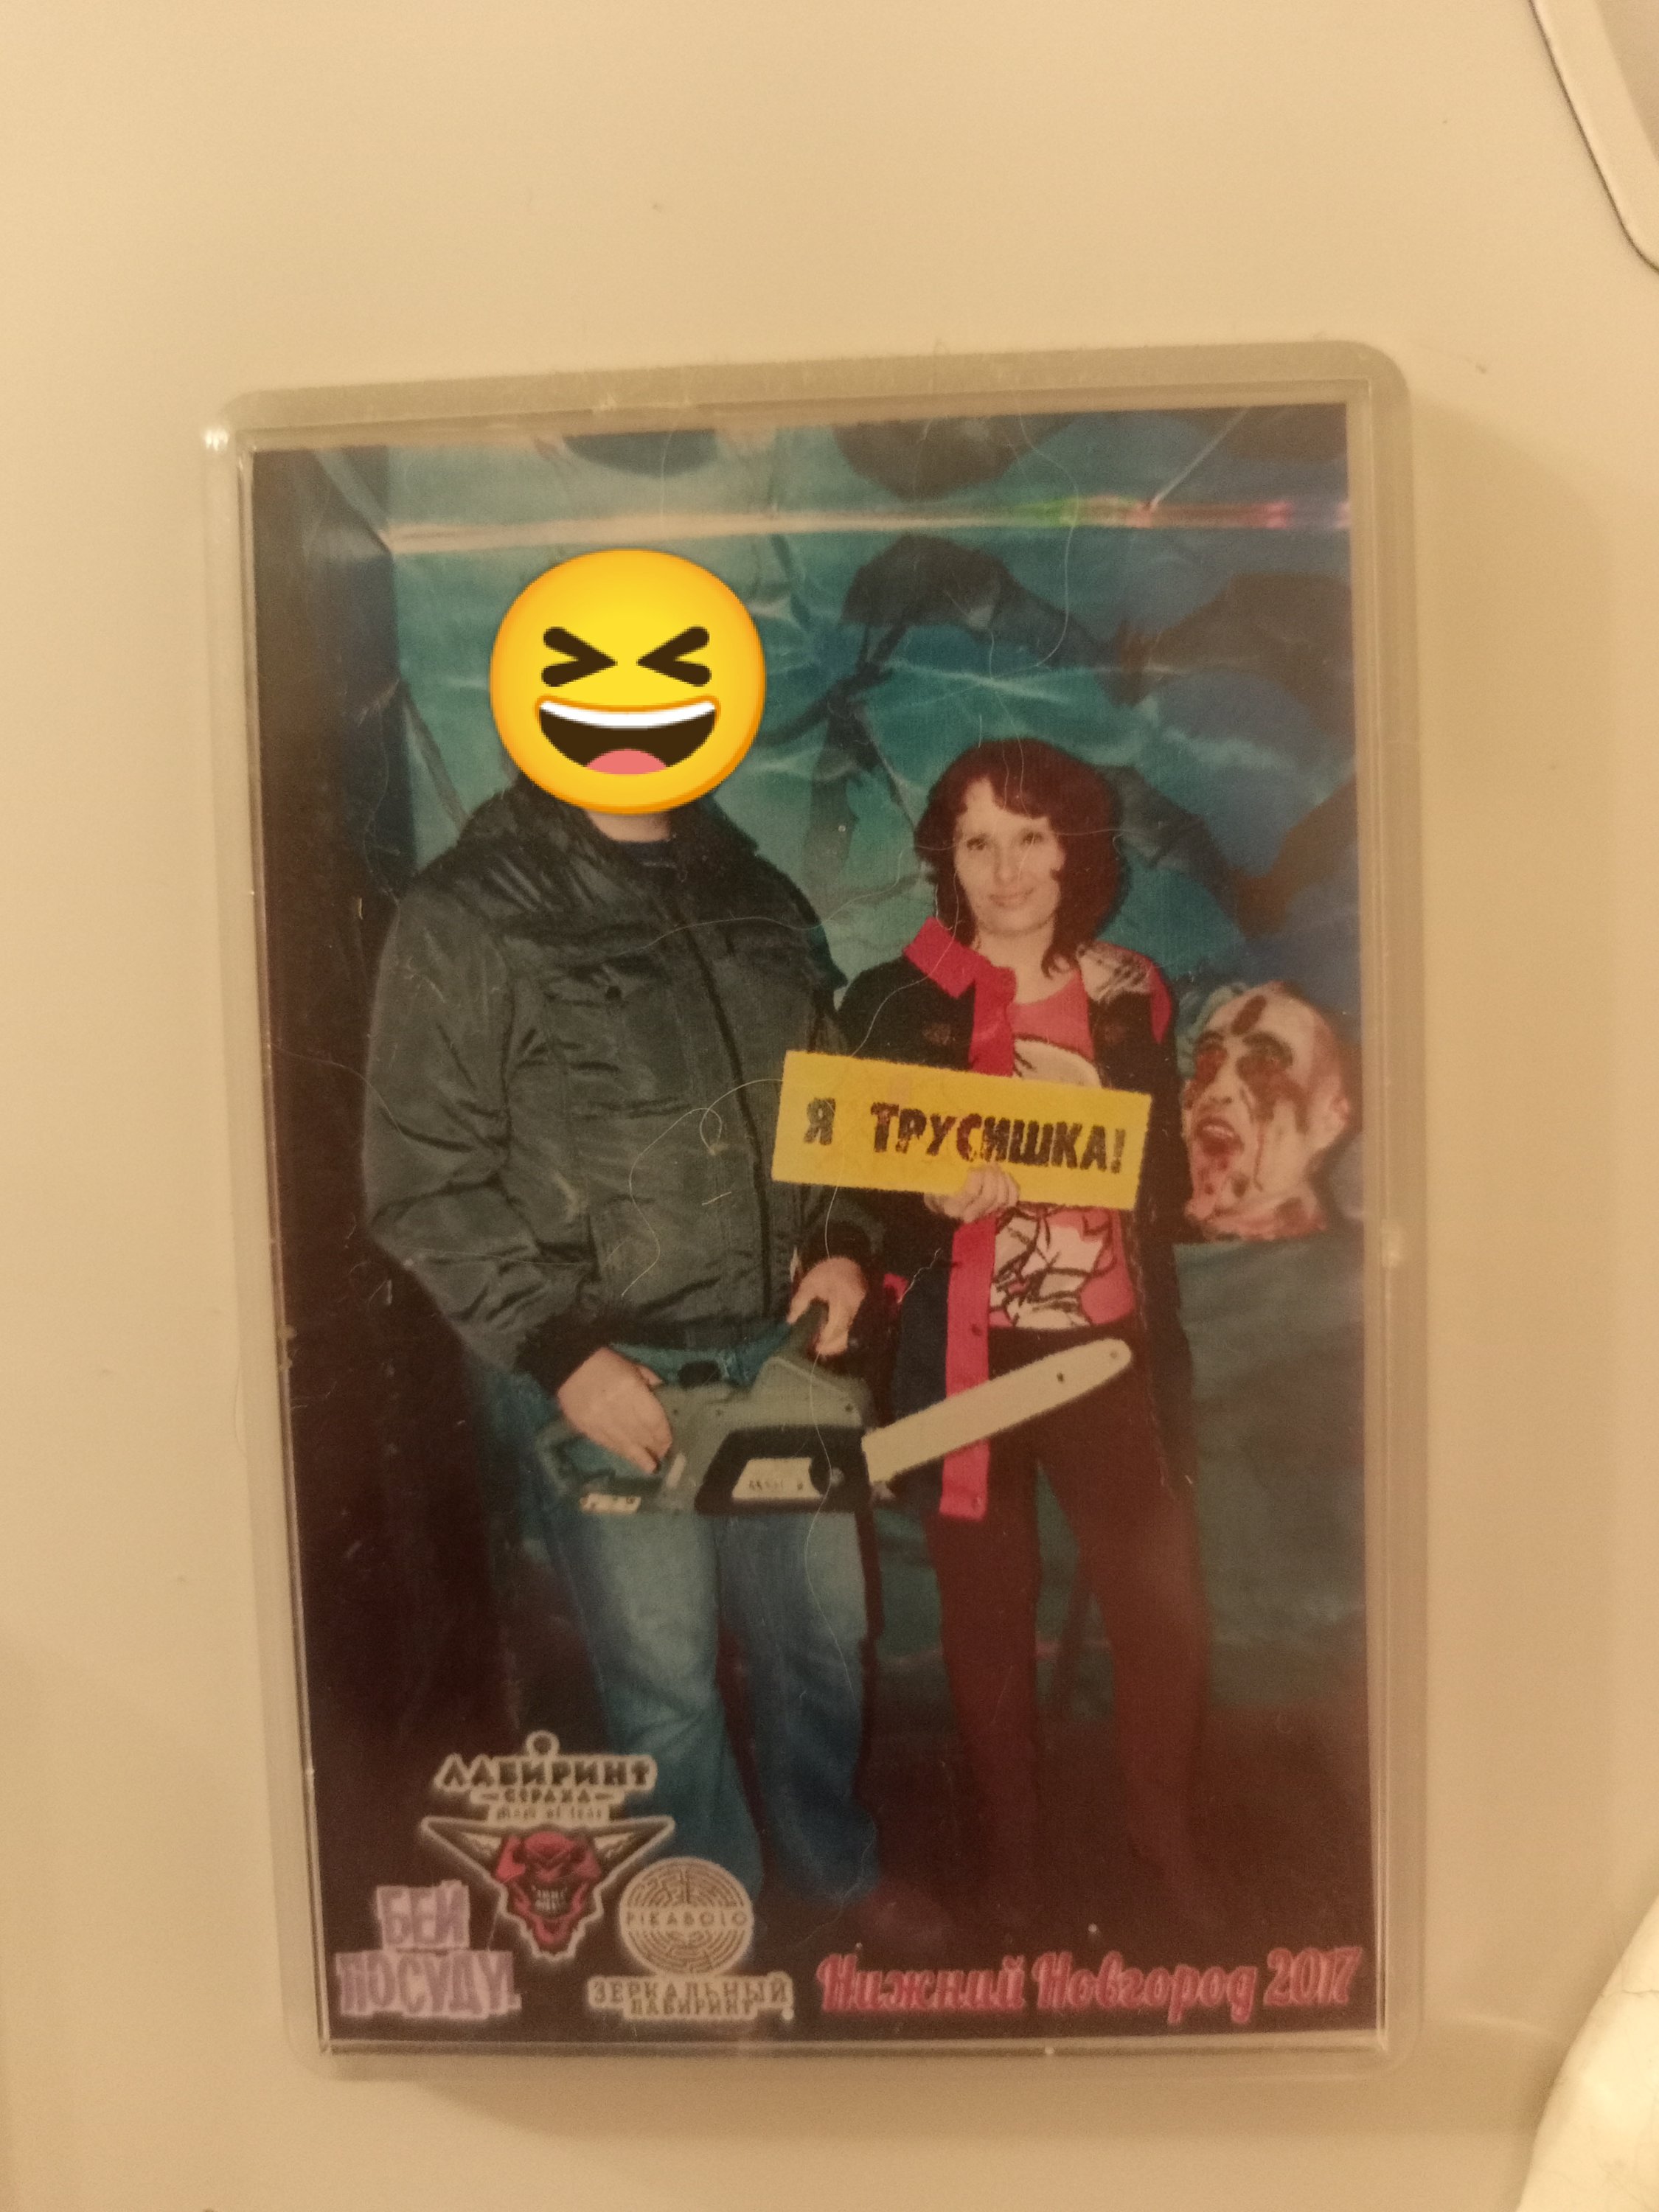 Я ТРУСИШКА!
ЛАБИРИНТ
СТРАХА
БЕЙ
ПОСУДУ.
PIKABOLO
ЗЕРКАЛЬНЫЙ
ЛАБИРИНТ
Нижний Новгород 2017